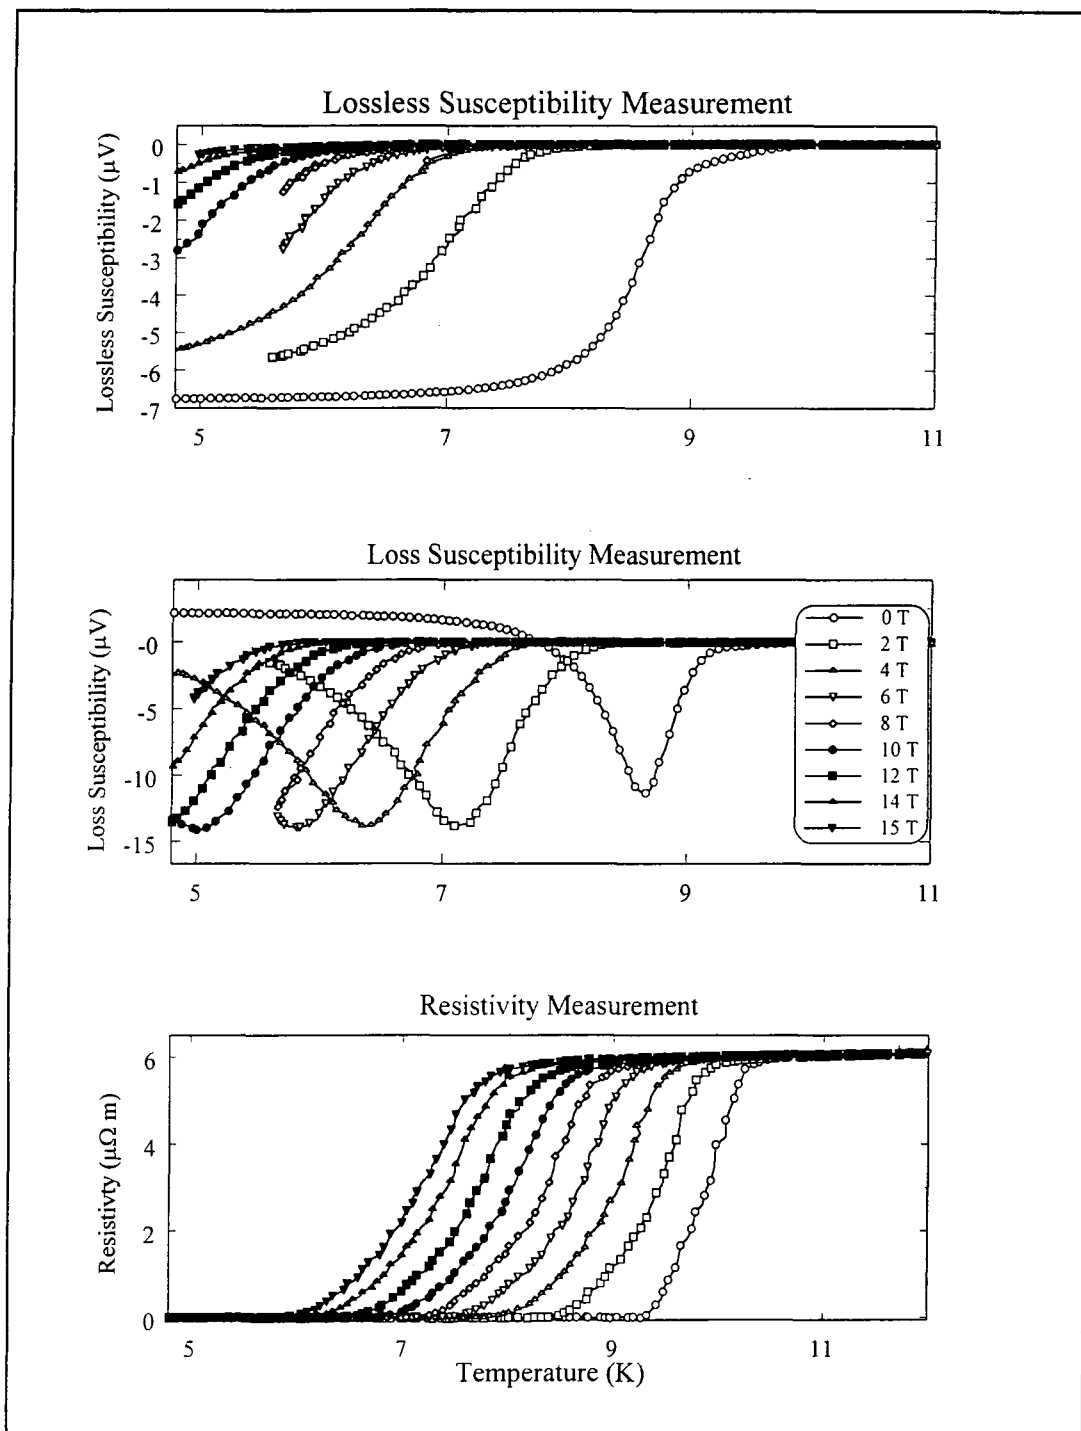 Lossless Susceptibility Measurement
Lossless Susceptibility (μV)
0
-1
-2
-3
-4
-5
-6
-7
5
7
9
11
Loss Susceptibility Measurement
Loss Susceptibility (μV)
-0
-5
-10
-15
5
7
9
11
0 T
2 T
4 T
6 T
8 T
10 T
12 T
14 T
15 T
Resistivity Measurement
Resistivty (μΩ m)
6
4
2
0
5
7
9
11
Temperature (K)